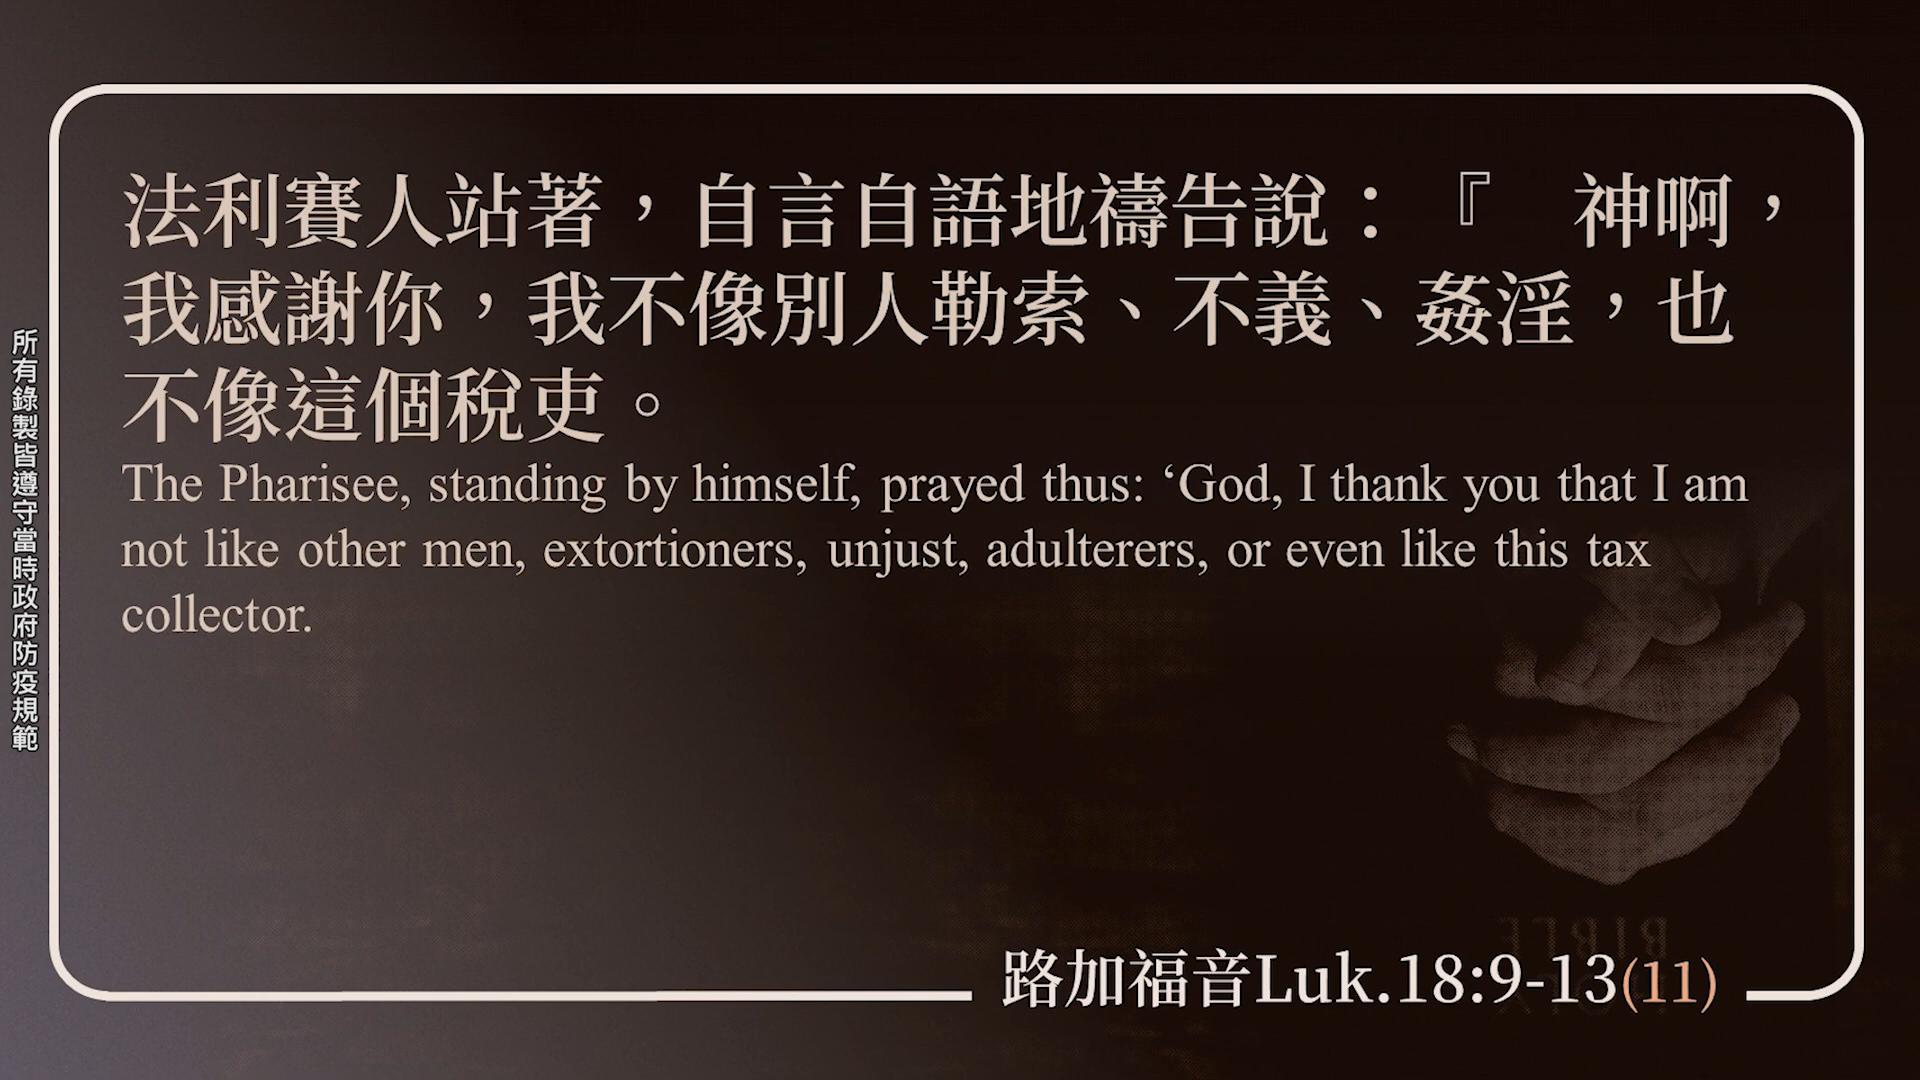 法利賽人站著，自言自語地禱告說：『　神啊，
我感謝你，我不像別人勒索、不義、姦淫，也
不像這個稅吏。
The Pharisee, standing by himself, prayed thus: ‘God, I thank you that I am
not like other men, extortioners, unjust, adulterers, or even like this tax
collector.
所有錄製皆遵守當時政府防疫規範
BIBLE
路加福音Luk.18:9-13(11)